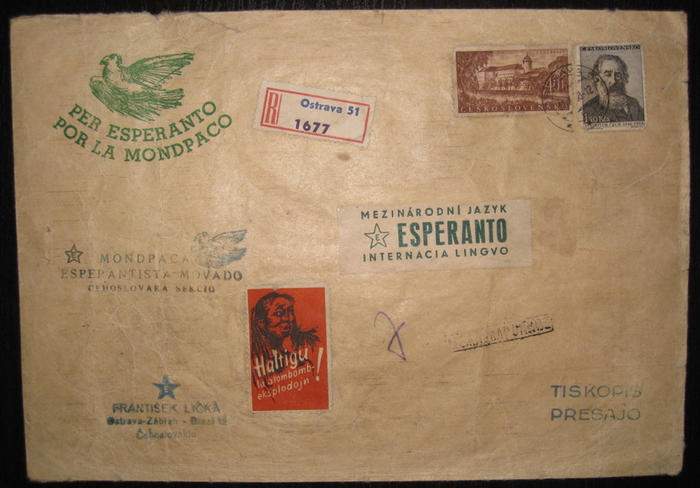 PER ESPERANTO
POR LA MONDPACO
R
Ostrava 51
1677
ČESKOSLOVENSKO
ČESKOSLOVENSKO
MEZINÁRODNÍ JAZYK
E ESPERANTO
INTERNACIA LINGVO
MONDPACA
ESPERANTISTA MOVADO
ĈEĤOSLOVAKA SEKCIO
Haltigu
la atombomb-
eksplodojn!
FRANTIŠEK LIČKA
Ostrava-Zábřeh
Ĉeĥoslovakio
TISKOPIS
PRESAĴO